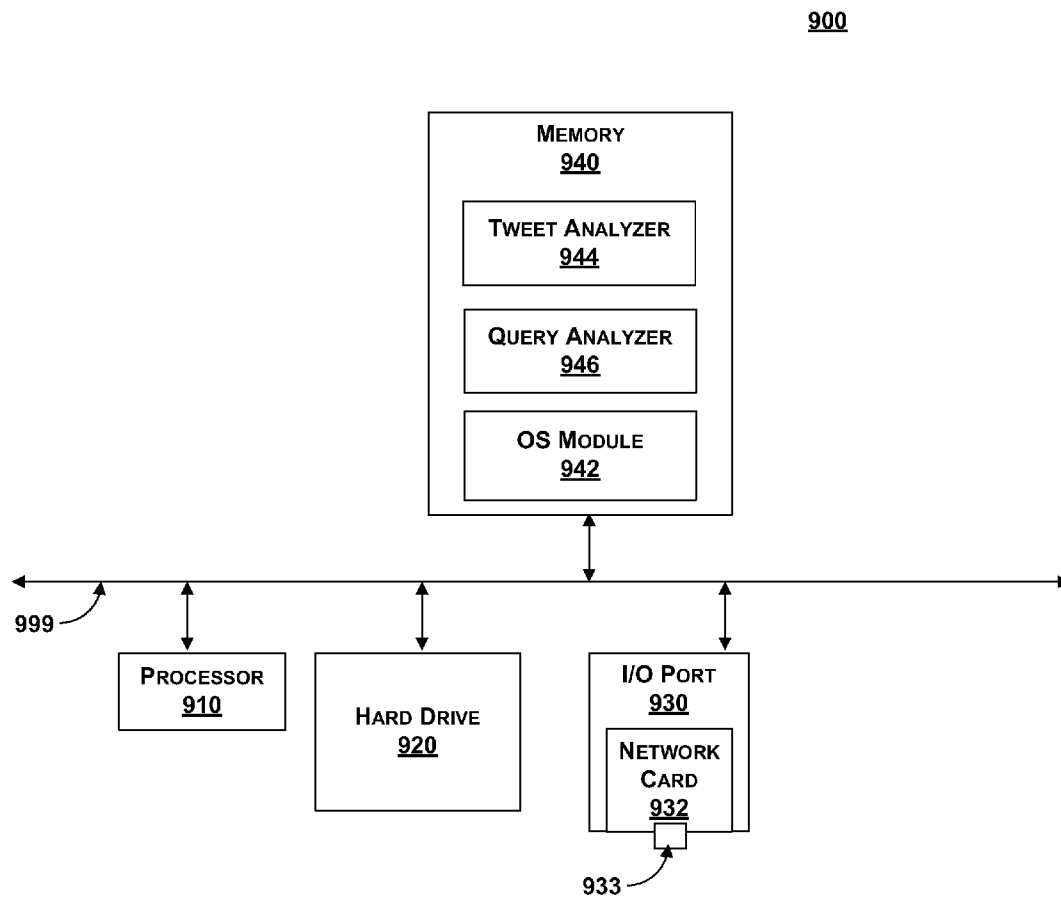 900
MEMORY
940
TWEET ANALYZER
944
QUERY ANALYZER
946
OS MODULE
942
999
PROCESSOR
910
HARD DRIVE
920
I/O PORT
930
NETWORK
CARD
932
933